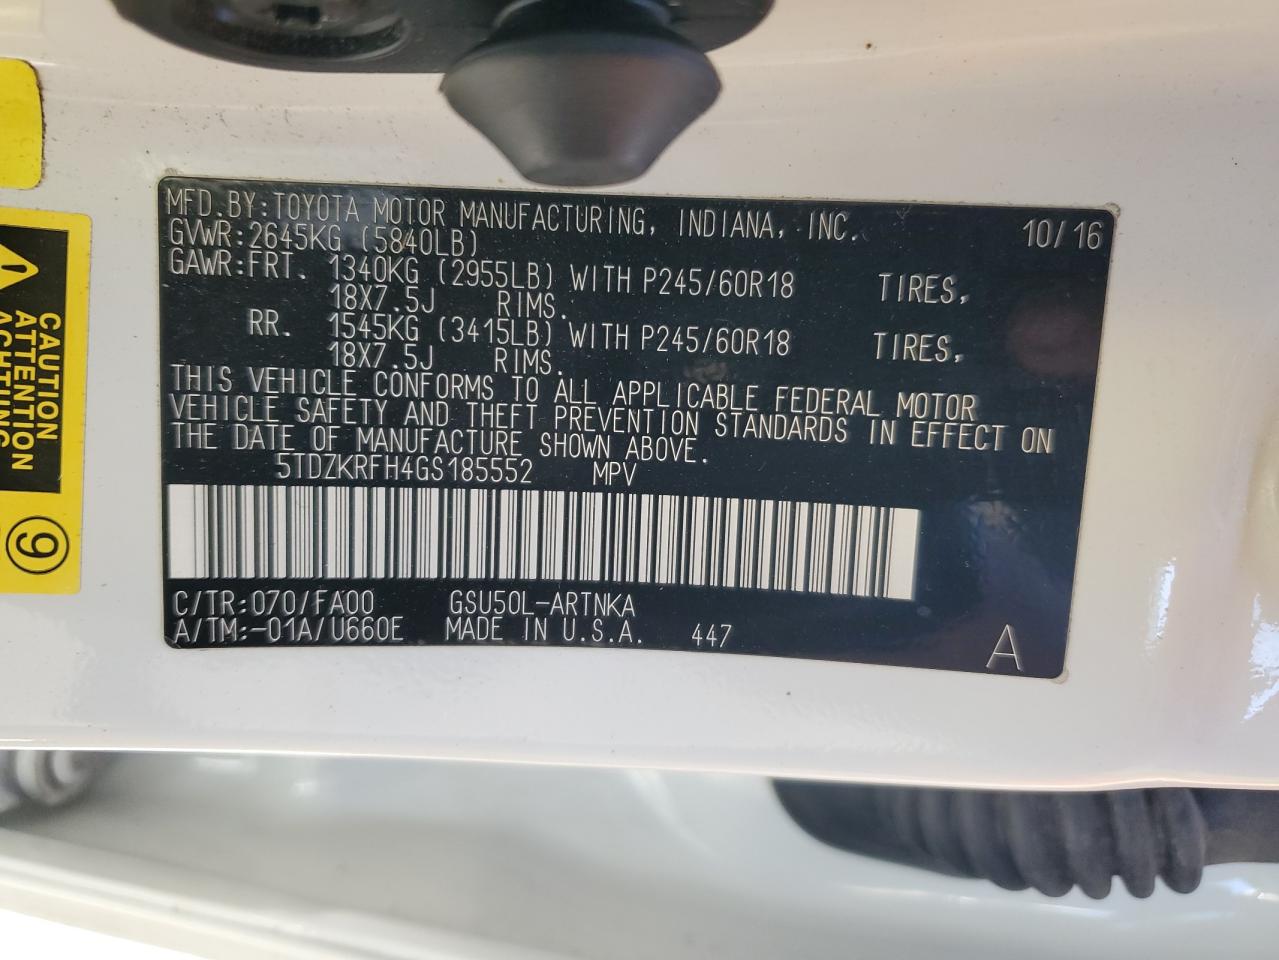 MFD.BY:TOYOTA MOTOR MANUFACTURING, INDIANA, INC. 10/16
GVWR:2645KG (5840LB)
GAWR:FRT. 1340KG (2955LB) WITH P245/60R18 TIRES,
18X7.5J RIMS.
RR. 1545KG (3415LB) WITH P245/60R18 TIRES,
18X7.5J RIMS.
THIS VEHICLE CONFORMS TO ALL APPLICABLE FEDERAL MOTOR
VEHICLE SAFETY AND THEFT PREVENTION STANDARDS IN EFFECT ON
THE DATE OF MANUFACTURE SHOWN ABOVE.
5TDZKRFH4GS185552 MPV
C/TR:070/FA00 GSU50L-ARTNKA
A/TM:-01A/U660E MADE IN U.S.A. 447
A
CAUTION
ATTENTION
ACHTUNG
9